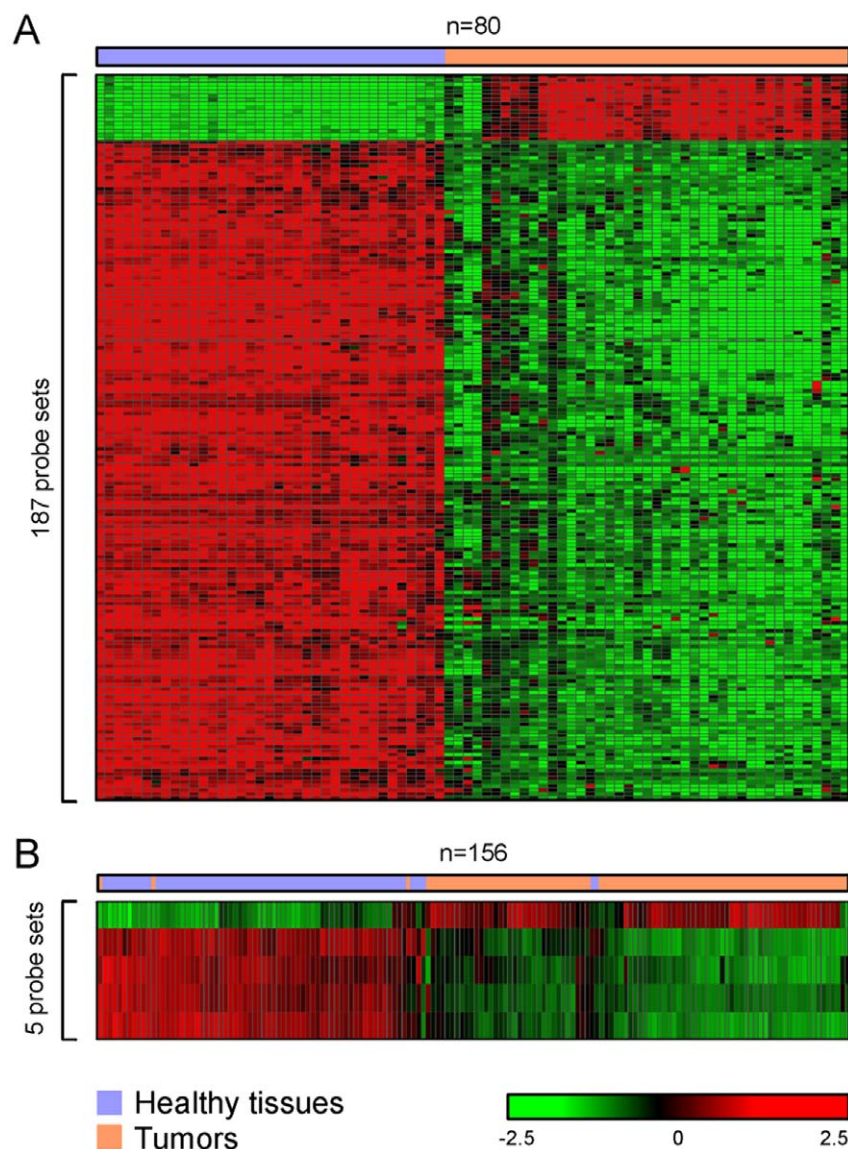 A
n=80
187 probe sets
B
n=156
5 probe sets
Healthy tissues
Tumors
-2.5 0 2.5